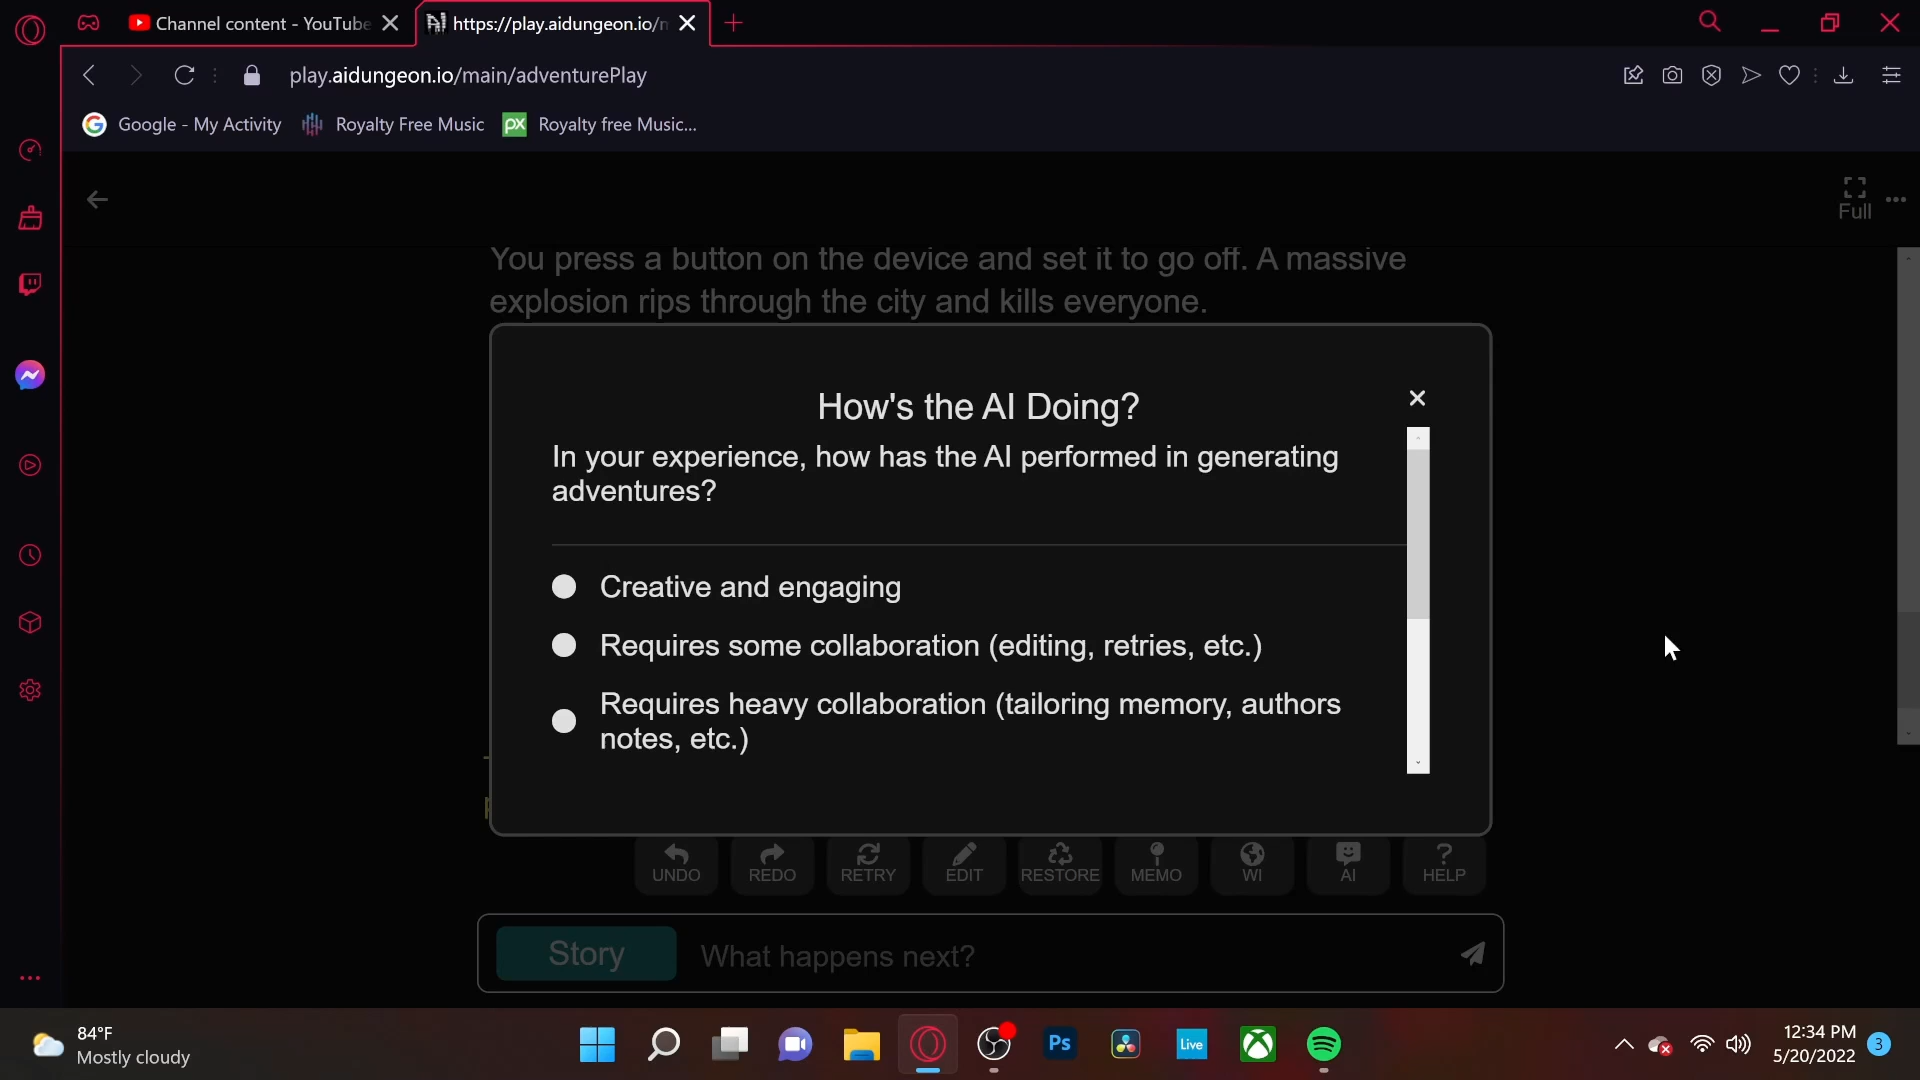 Channel content - YouTube
https://play.aidungeon.io/
play.aidungeon.io/main/adventurePlay
Google - My Activity
Royalty Free Music
px
Royalty free Music...
Full
You press a button on the device and set it to go off. A massive
explosion rips through the city and kills everyone.
How's the AI Doing?
In your experience, how has the AI performed in generating
adventures?
Creative and engaging
Requires some collaboration (editing, retries, etc.)
Requires heavy collaboration (tailoring memory, authors
notes, etc.)
UNDO
REDO
RETRY
EDIT
RESTORE
MEMO
WI
AI
HELP
Story
What happens next?
84°F
Mostly cloudy
Ps
Live
12:34 PM
5/20/2022
3